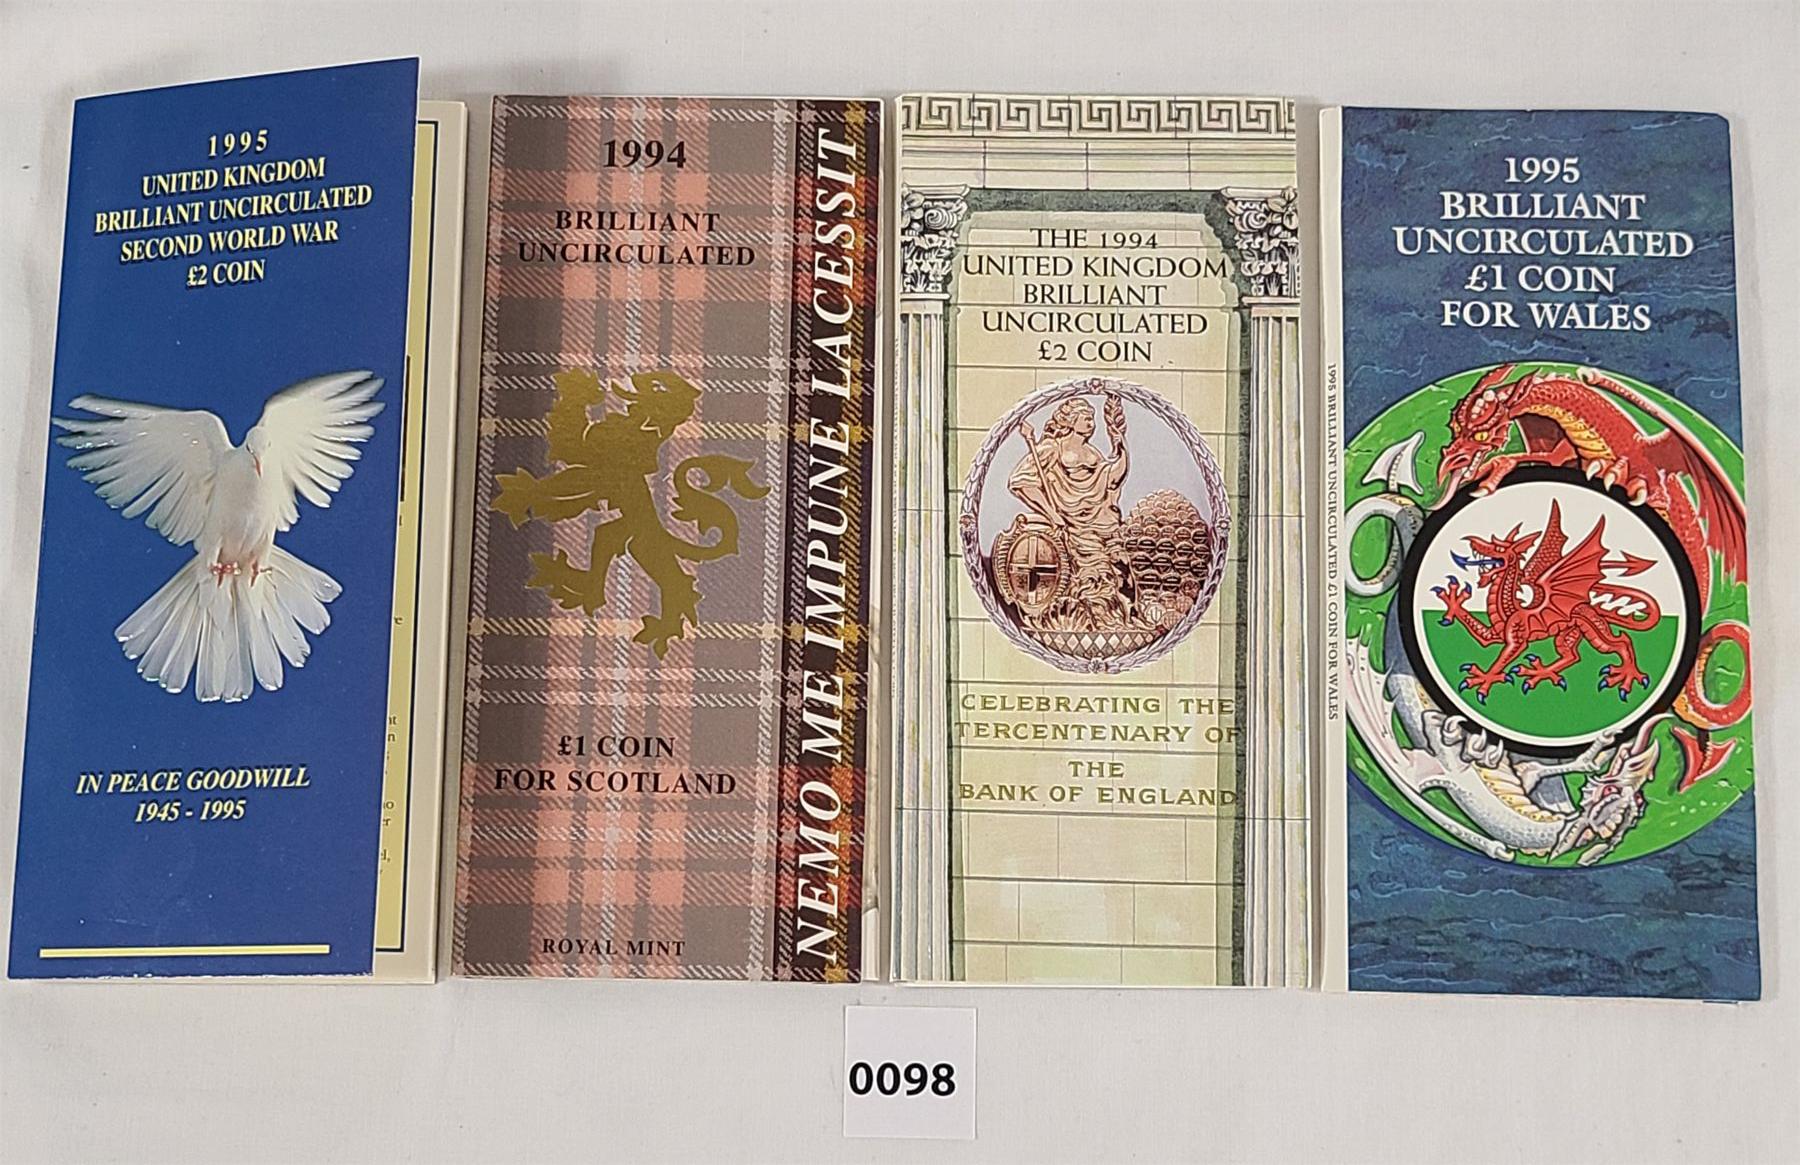 1995
UNITED KINGDOM
BRILLIANT UNCIRCULATED
SECOND WORLD WAR
£2 COIN
IN PEACE GOODWILL
1945 - 1995
1994
BRILLIANT
UNCIRCULATED
£1 COIN
FOR SCOTLAND
ROYAL MINT
NEMO ME IMPUNE LACESSIT
THE 1994
UNITED KINGDOM
BRILLIANT
UNCIRCULATED
£2 COIN
CELEBRATING THE
TERCENTENARY OF
THE
BANK OF ENGLAND
1995 BRILLIANT UNCIRCULATED £1 COIN FOR WALES
1995
BRILLIANT
UNCIRCULATED
£1 COIN
FOR WALES
0098